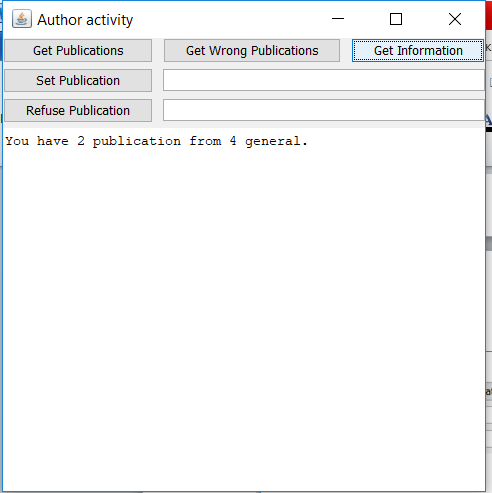 Author activity
Get Publications Get Wrong Publications Get Information
Set Publication
Refuse Publication
You have 2 publication from 4 general.